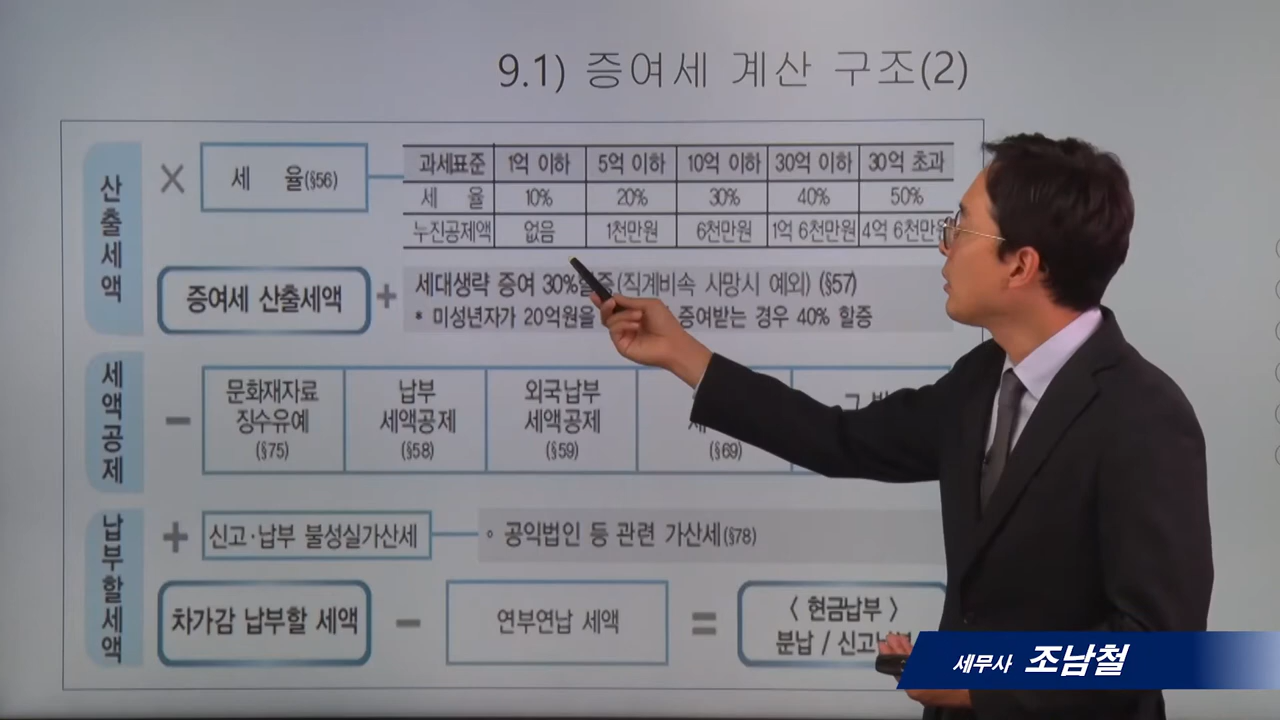 9.1) 증여세 계산 구조(2)
산출세액
× 세 율(§56)
과세표준 1억 이하 5억 이하 10억 이하 30억 이하 30억 초과
세 율 10% 20% 30% 40% 50%
누진공제액 없음 1천만원 6천만원 1억 6천만원 4억 6천만원
증여세 산출세액 +
세대생략 증여 30%할증(직계비속 사망시 예외) (§57)
* 미성년자가 20억원을 증여받는 경우 40% 할증
세액공제
−
문화재자료
징수유예
(§75)
납부
세액공제
(§58)
외국납부
세액공제
(§59)
(§69)
납부할세액
+ 신고·납부 불성실가산세
◦ 공익법인 등 관련 가산세(§78)
차가감 납부할 세액 − 연부연납 세액 =
< 현금납부 >
분납 /
세무사 조남철